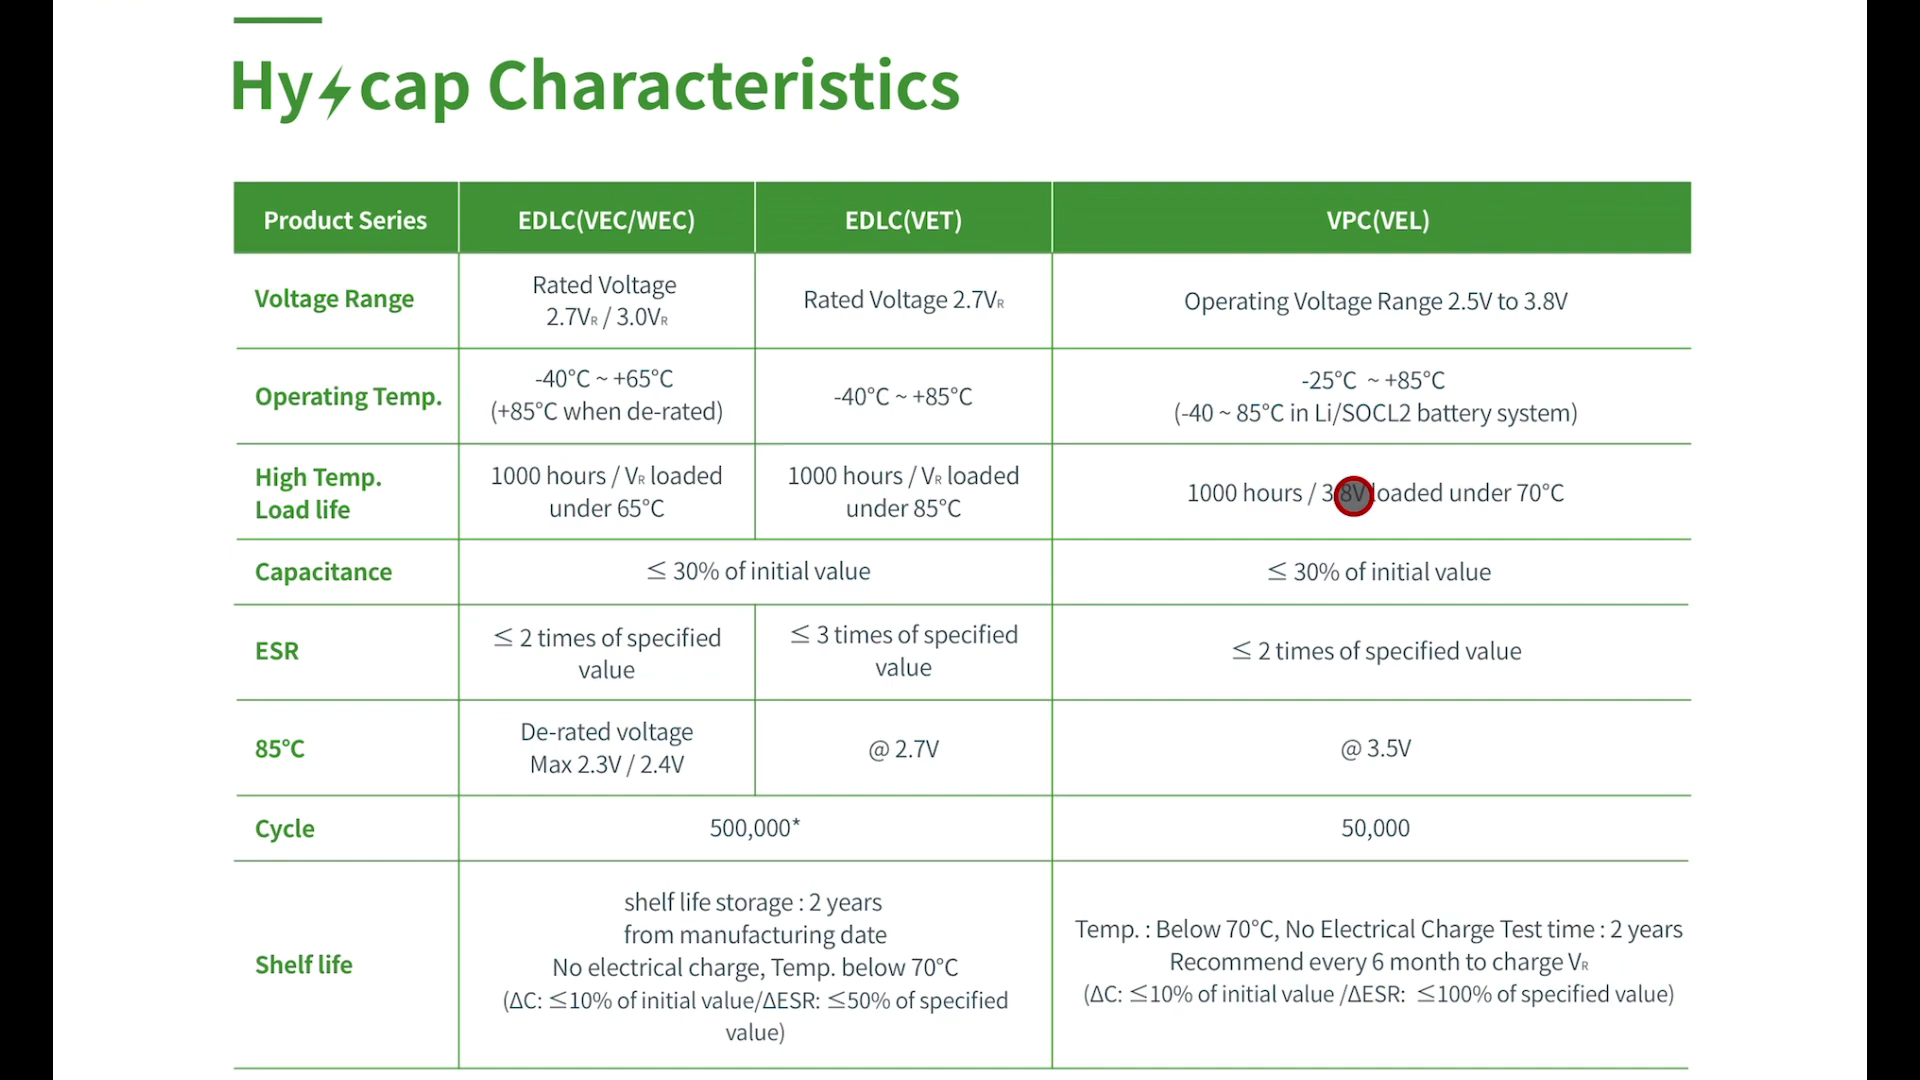 Hy cap Characteristics
Product Series
EDLC(VEC/WEC)
EDLC(VET)
VPC(VEL)
Voltage Range
Rated Voltage
2.7VR / 3.0VR
Rated Voltage 2.7VR
Operating Voltage Range 2.5V to 3.8V
Operating Temp.
-40°C ~ +65°C
(+85°C when de-rated)
-40°C ~ +85°C
-25°C ~ +85°C
(-40 ~ 85°C in Li/SOCL2 battery system)
High Temp.
Load life
1000 hours / VR loaded
under 65°C
1000 hours / VR loaded
under 85°C
1000 hours / 3.8V loaded under 70°C
Capacitance
≤ 30% of initial value
≤ 30% of initial value
ESR
≤ 2 times of specified
value
≤ 3 times of specified
value
≤ 2 times of specified value
85°C
De-rated voltage
Max 2.3V / 2.4V
@ 2.7V
@ 3.5V
Cycle
500,000*
50,000
Shelf life
shelf life storage : 2 years
from manufacturing date
No electrical charge, Temp. below 70°C
(ΔC: ≤10% of initial value/ΔESR: ≤50% of specified
value)
Temp. : Below 70°C, No Electrical Charge Test time : 2 years
Recommend every 6 month to charge VR
(ΔC: ≤10% of initial value /ΔESR: ≤100% of specified value)